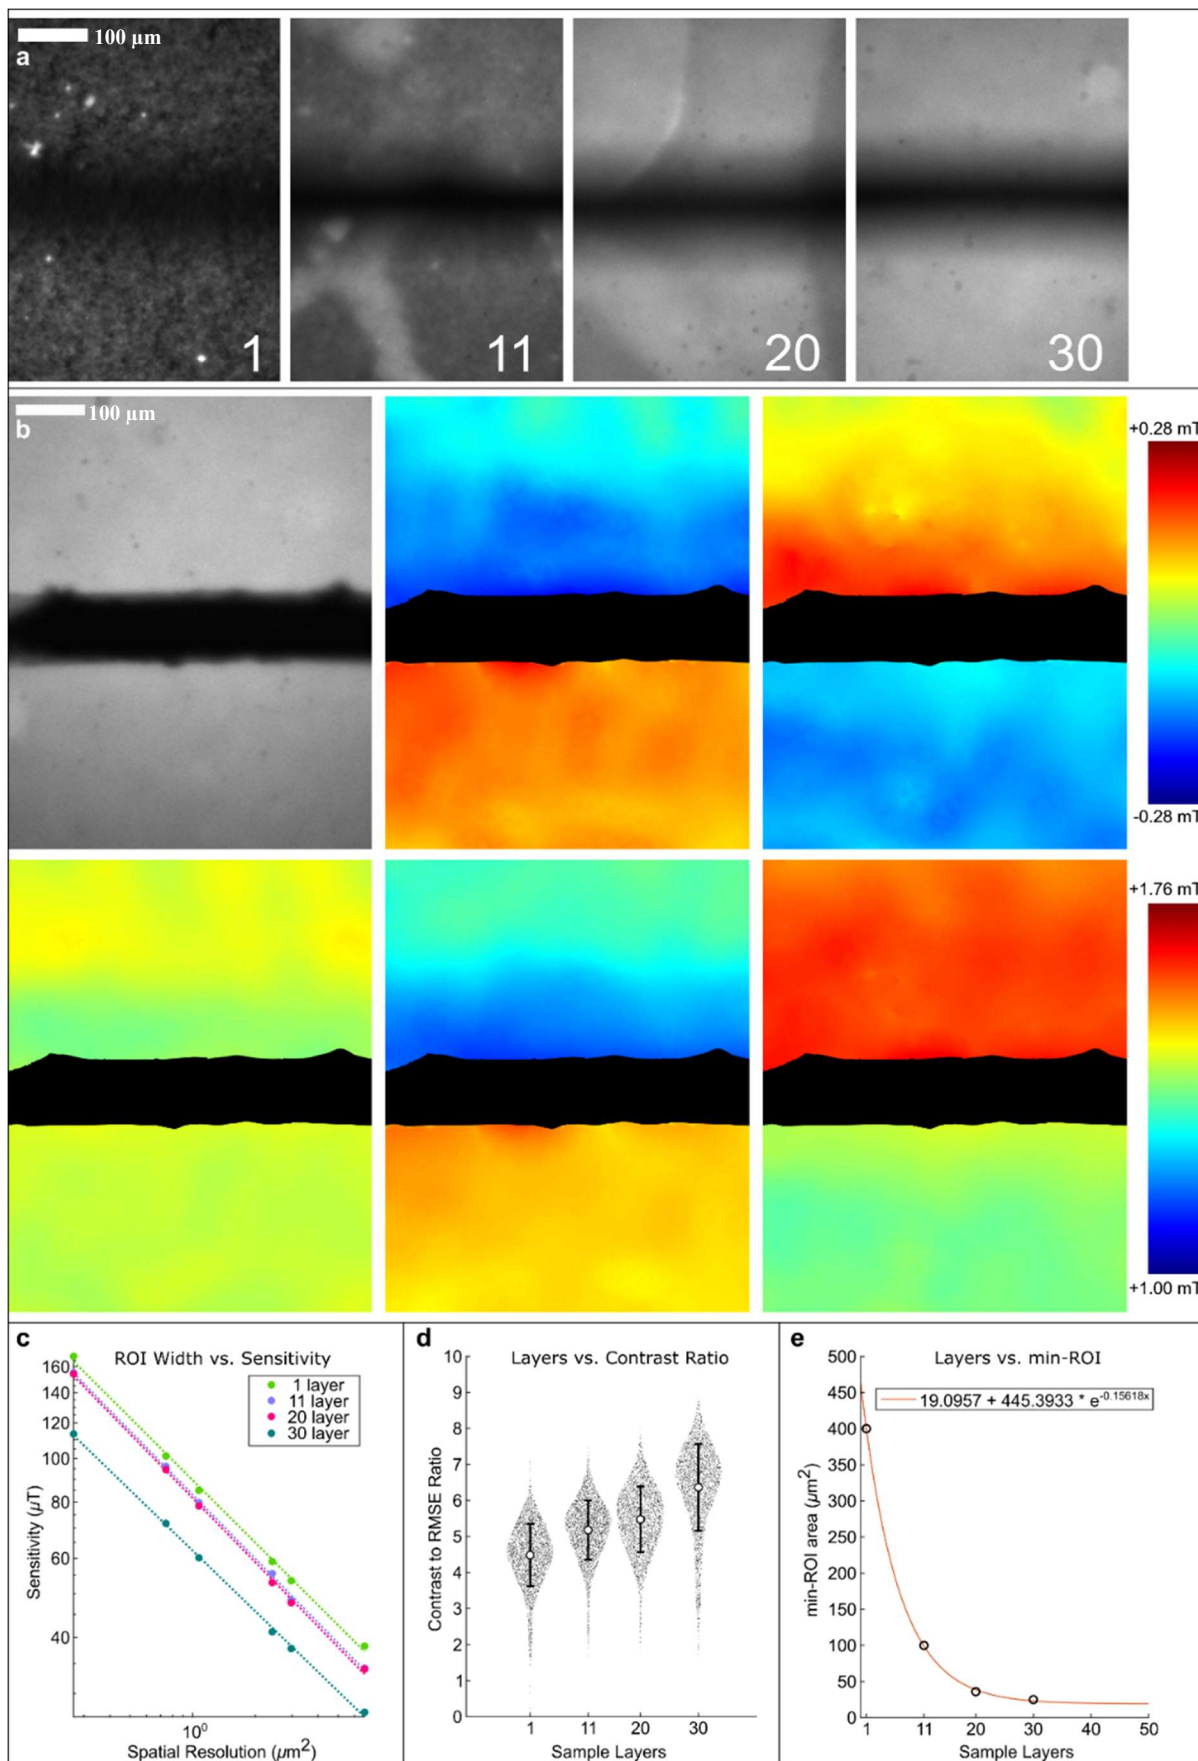 100 µm
a
1
11
20
30
100 µm
b
+0.28 mT
-0.28 mT
+1.76 mT
+1.00 mT
c
ROI Width vs. Sensitivity
1 layer
11 layer
20 layer
30 layer
160
140
120
100
80
60
40
Sensitivity (µT)
10⁰
Spatial Resolution (µm²)
d
Layers vs. Contrast Ratio
10
9
8
7
6
5
4
3
2
1
0
Contrast to RMSE Ratio
1 11 20 30
Sample Layers
e
Layers vs. min-ROI
19.0957 + 445.3933 * e^-0.15618x
500
450
400
350
300
250
200
150
100
50
0
min-ROI area (µm²)
1 11 20 30 40 50
Sample Layers